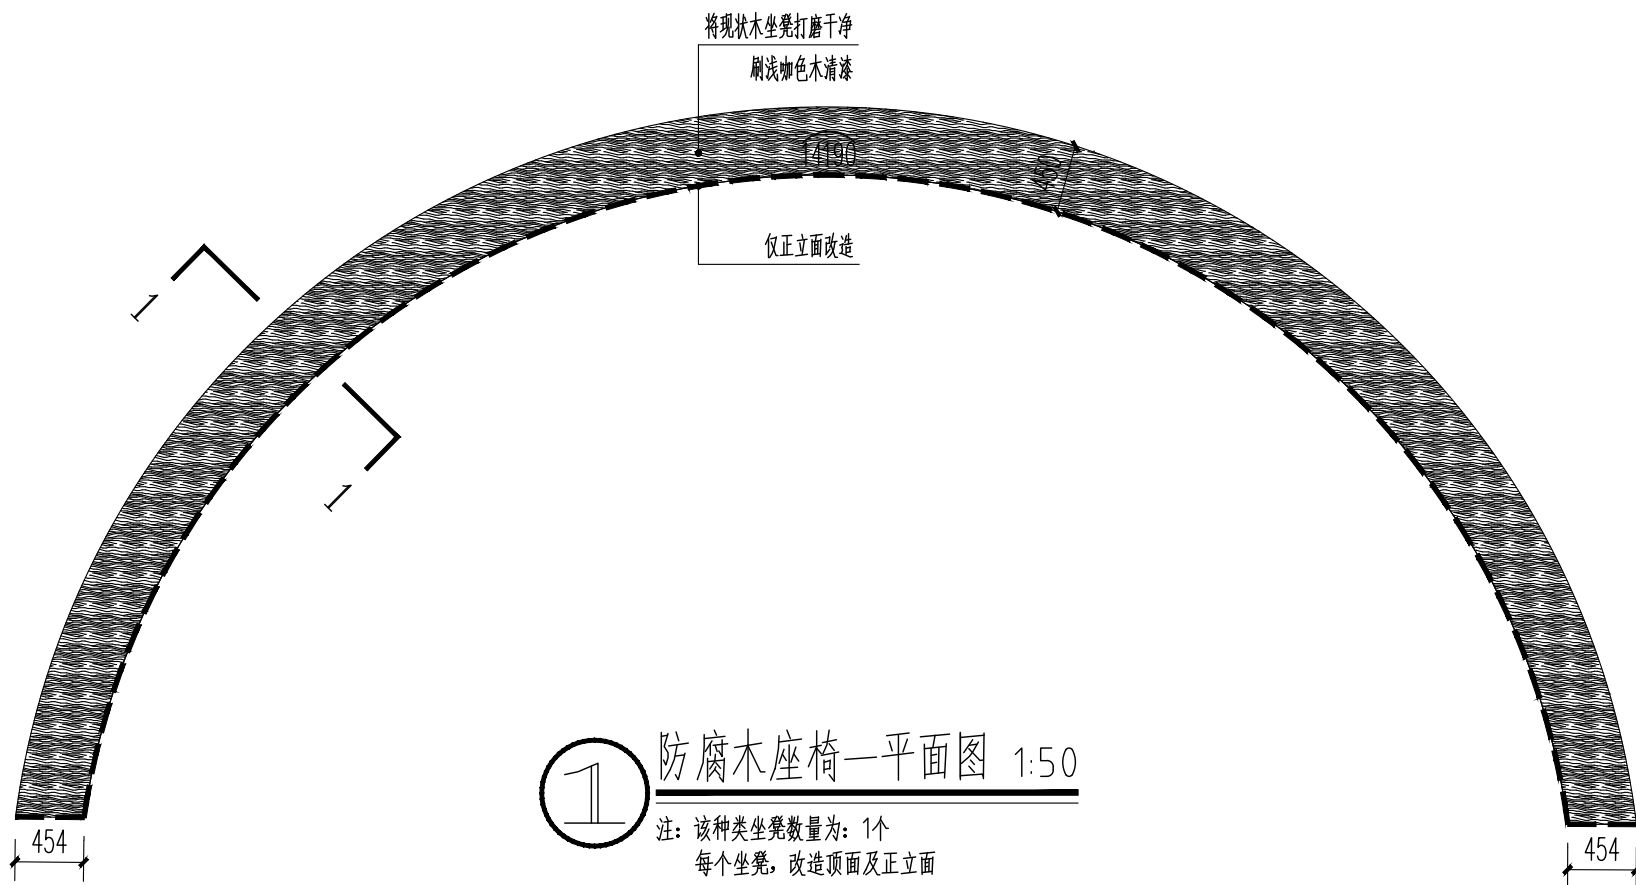 将现状木坐凳打磨干净
刷浅咖色木清漆
14190
450
仅正立面改造
1
1
1
防腐木座椅一平面图 1:50
注：该种类坐凳数量为：1个
每个坐凳，改造顶面及正立面
454
454